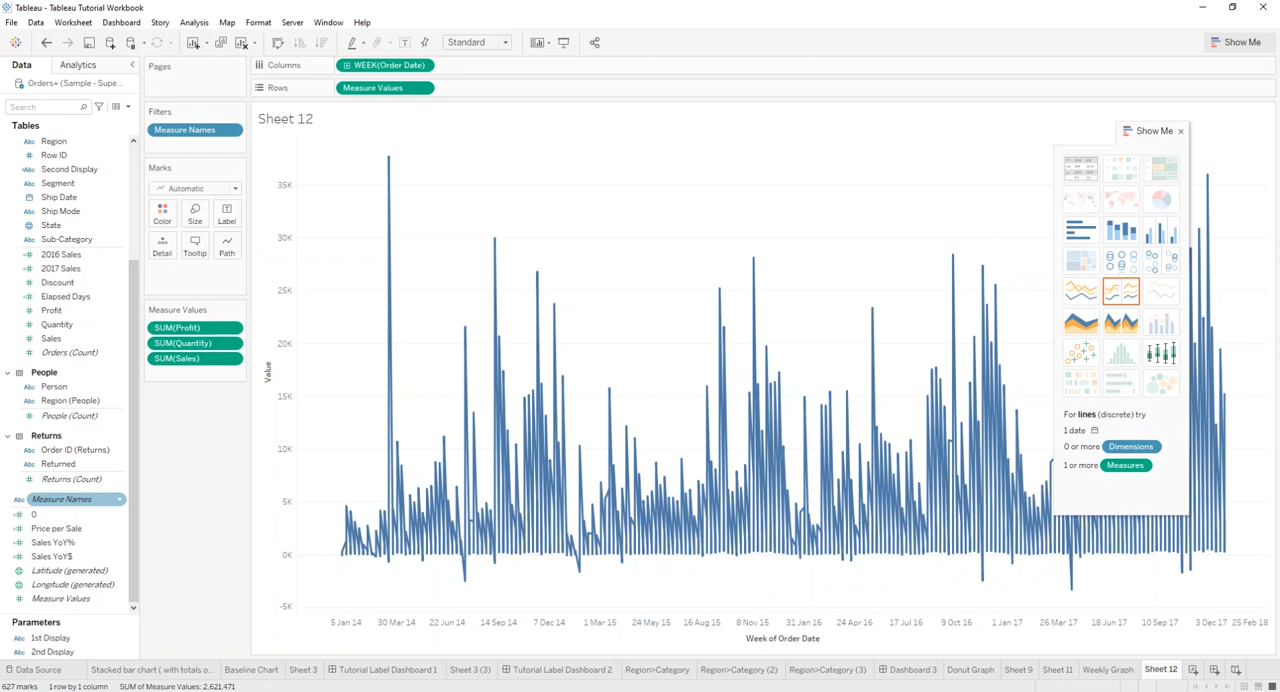 Tableau - Tableau Tutorial Workbook
File Data Worksheet Dashboard Story Analysis Map Format Server Window Help
Standard
Show Me
Data Analytics
Orders+ (Sample - Supe...
Search
Tables
Abc Region
# Row ID
=Abc Second Display
Abc Segment
Ship Date
Abc Ship Mode
State
Abc Sub-Category
=# 2016 Sales
=# 2017 Sales
# Discount
=# Elapsed Days
# Profit
# Quantity
# Sales
# Orders (Count)
People
Abc Person
Abc Region (People)
# People (Count)
Returns
Abc Order ID (Returns)
Abc Returned
# Returns (Count)
Abc Measure Names
=# 0
=# Price per Sale
=# Sales YoY%
=# Sales YoY$
Latitude (generated)
Longitude (generated)
# Measure Values
Parameters
Abc 1st Display
Abc 2nd Display
Pages
Filters
Measure Names
Marks
Automatic
Color Size Label
Detail Tooltip Path
Measure Values
SUM(Profit)
SUM(Quantity)
SUM(Sales)
Columns WEEK(Order Date)
Rows Measure Values
Sheet 12
Value
35K
30K
25K
20K
15K
10K
5K
0K
-5K
5 Jan 14 30 Mar 14 22 Jun 14 14 Sep 14 7 Dec 14 1 Mar 15 24 May 15 16 Aug 15 8 Nov 15 31 Jan 16 24 Apr 16 17 Jul 16 9 Oct 16 1 Jan 17 26 Mar 17 18 Jun 17 10 Sep 17 3 Dec 17 25 Feb 18
Week of Order Date
Show Me
For lines (discrete) try
1 date
0 or more Dimensions
1 or more Measures
Data Source Stacked bar chart ( with totals o... Baseline Chart Sheet 3 Tutorial Label Dashboard 1 Sheet 3 (3) Tutorial Label Dashboard 2 Region>Category Region>Category (2) Region>Category (3) Dashboard 3 Donut Graph Sheet 9 Sheet 11 Weekly Graph Sheet 12
627 marks 1 row by 1 column SUM of Measure Values: 2,621,471